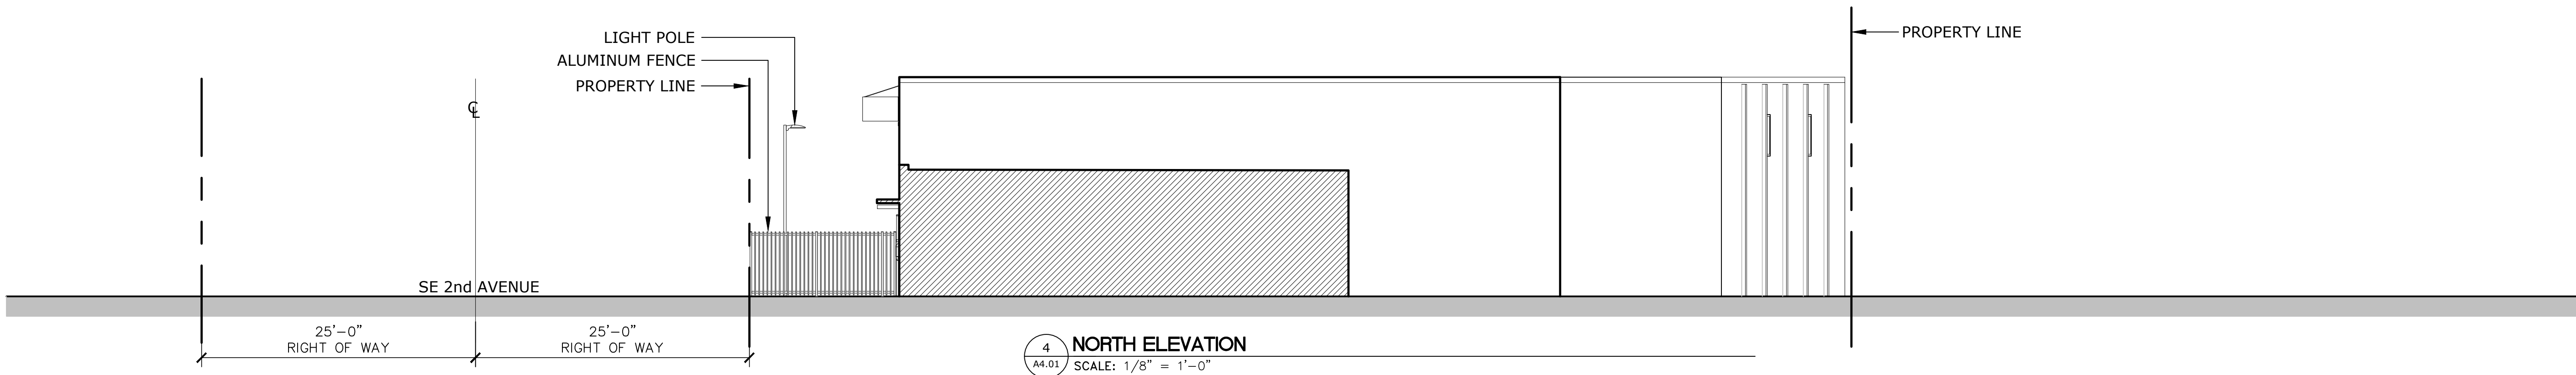 LIGHT POLE
ALUMINUM FENCE
PROPERTY LINE
PROPERTY LINE
℄
SE 2nd AVENUE
25'-0"
RIGHT OF WAY
25'-0"
RIGHT OF WAY
4
A4.01
NORTH ELEVATION
SCALE: 1/8" = 1'-0"